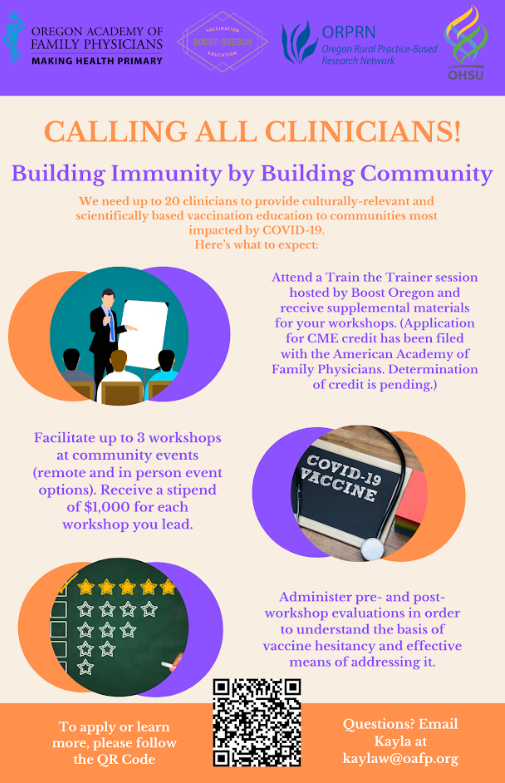 OREGON ACADEMY OF
FAMILY PHYSICIANS
MAKING HEALTH PRIMARY
VACCINATION
BOOST OREGON
EDUCATION
ORPRN
Oregon Rural Practice-Based
Research Network
OHSU
CALLING ALL CLINICIANS!
Building Immunity by Building Community
We need up to 20 clinicians to provide culturally-relevant and
scientifically based vaccination education to communities most
impacted by COVID-19.
Here's what to expect:
Attend a Train the Trainer session
hosted by Boost Oregon and
receive supplemental materials
for your workshops. (Application
for CME credit has been filed
with the American Academy of
Family Physicians. Determination
of credit is pending.)
Facilitate up to 3 workshops
at community events
(remote and in person event
options). Receive a stipend
of $1,000 for each
workshop you lead.
COVID-19
VACCINE
Administer pre- and post-
workshop evaluations in order
to understand the basis of
vaccine hesitancy and effective
means of addressing it.
To apply or learn
more, please follow
the QR Code
Questions? Email
Kayla at
kaylaw@oafp.org